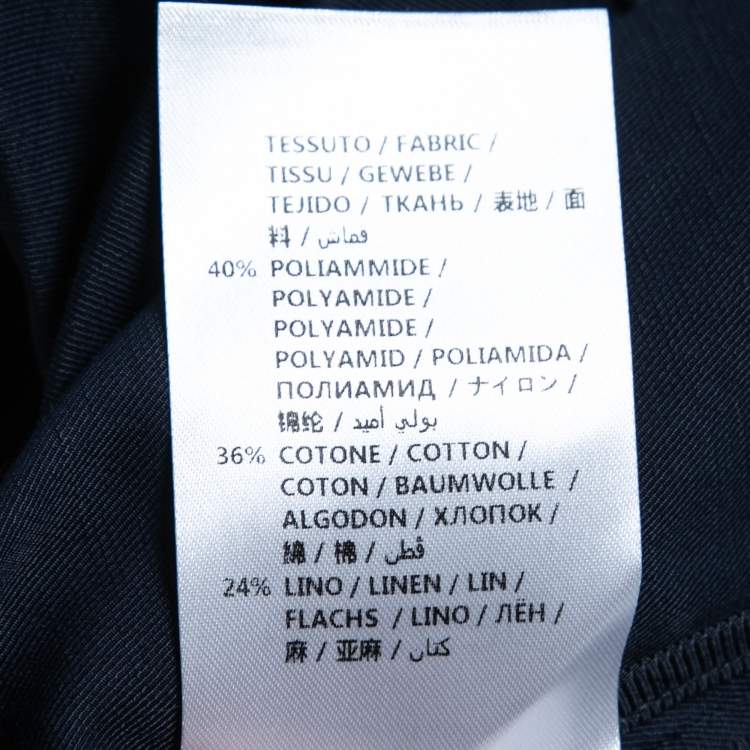 TESSUTO / FABRIC /
TISSU / GEWEBE /
TEJIDO / ТКАНЬ / 表地 / 面
料 / قماش
40% POLIAMMIDE /
POLYAMIDE /
POLYAMIDE /
POLYAMID / POLIAMIDA /
ПОЛИАМИД / ナイロン /
锦纶 / بولي أميد
36% COTONE / COTTON /
COTON / BAUMWOLLE /
ALGODON / ХЛОПОК /
綿 / 棉 / قطن
24% LINO / LINEN / LIN /
FLACHS / LINO / ЛЁН /
麻 / 亚麻 / كتان